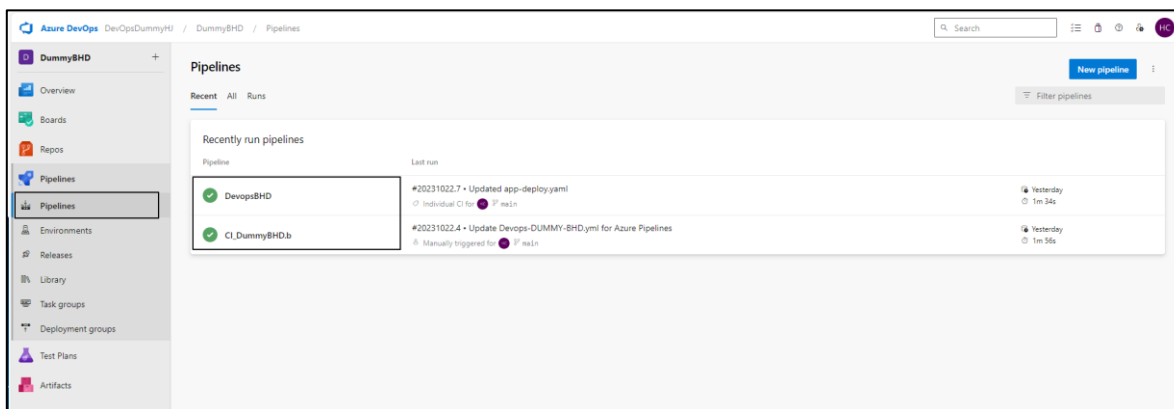 Azure DevOps DevOpsDummyHJ / DummyBHD / Pipelines
Search
HC
D DummyBHD +
Overview
Boards
Repos
Pipelines
Pipelines
Environments
Releases
Library
Task groups
Deployment groups
Test Plans
Artifacts
Pipelines
New pipeline
Recent All Runs
Filter pipelines
Recently run pipelines
Pipeline Last run
DevopsBHD
#20231022.7 • Updated app-deploy.yaml
Individual CI for HC main
Yesterday
1m 34s
CI_DummyBHD.b
#20231022.4 • Update Devops-DUMMY-BHD.yml for Azure Pipelines
Manually triggered for HC main
Yesterday
1m 56s